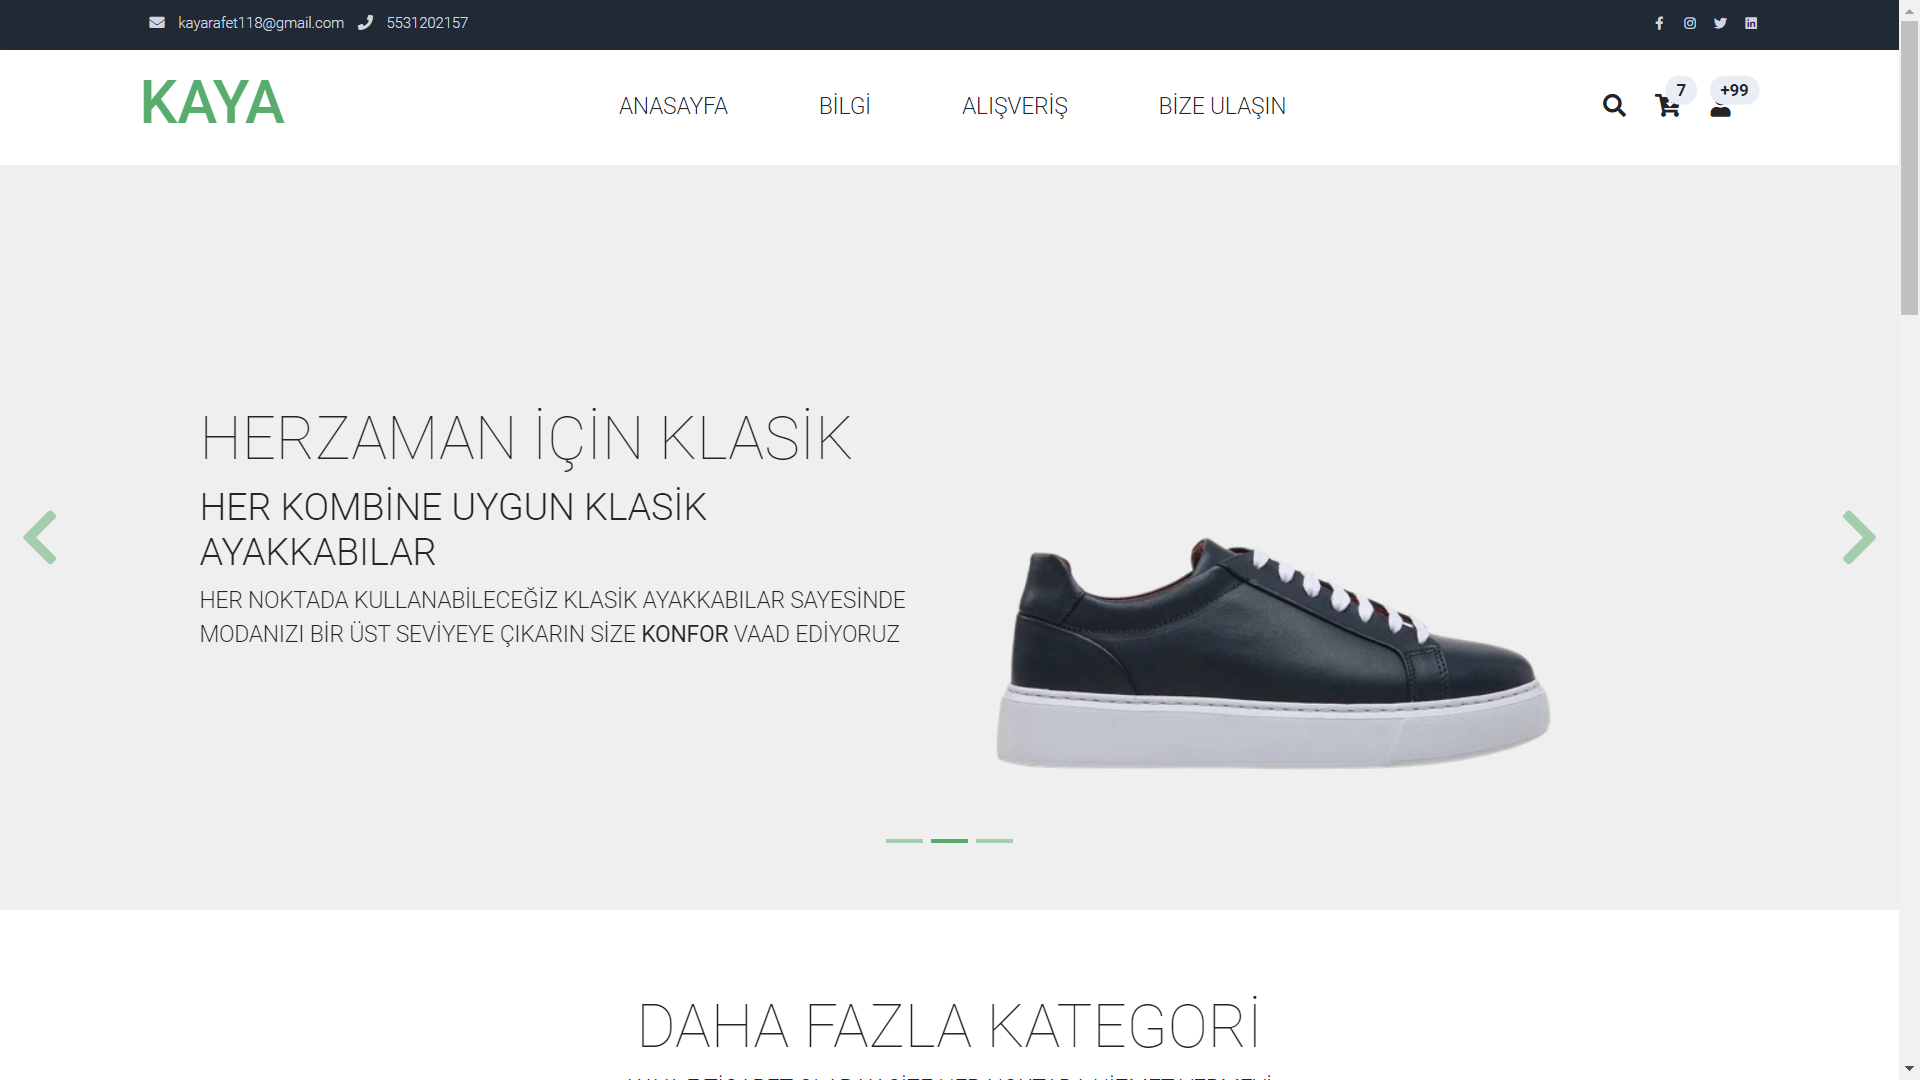 kayarafet118@gmail.com 5531202157
KAYA ANASAYFA BİLGİ ALIŞVERİŞ BİZE ULAŞIN 7 +99
HERZAMAN İÇİN KLASİK
HER KOMBİNE UYGUN KLASİK
AYAKKABILAR
HER NOKTADA KULLANABİLECEĞİZ KLASİK AYAKKABILAR SAYESİNDE
MODANIZI BİR ÜST SEVİYEYE ÇIKARIN SİZE KONFOR VAAD EDİYORUZ
DAHA FAZLA KATEGORİ